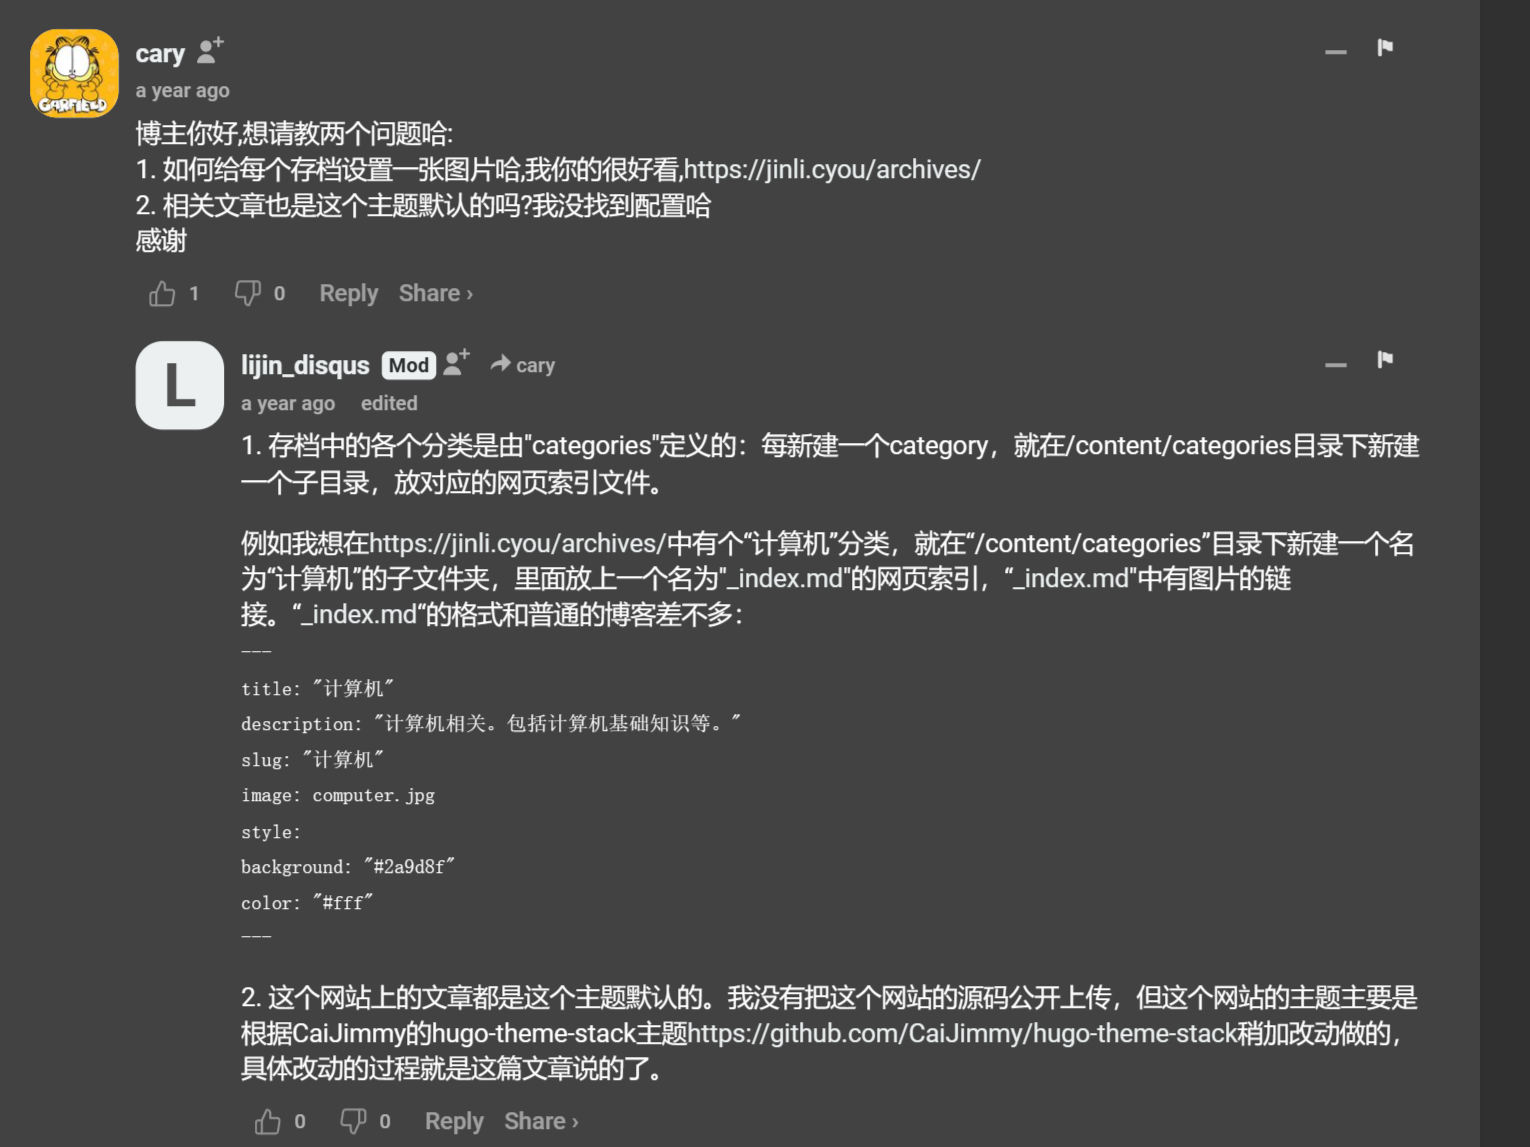 GARFIELD
cary
a year ago
博主你好,想请教两个问题哈:
1. 如何给每个存档设置一张图片哈,我你的很好看,https://jinli.cyou/archives/
2. 相关文章也是这个主题默认的吗?我没找到配置哈
感谢
1 0 Reply Share ›
L
lijin_disqus Mod cary
a year ago edited
1. 存档中的各个分类是由"categories"定义的：每新建一个category，就在/content/categories目录下新建
一个子目录，放对应的网页索引文件。
例如我想在https://jinli.cyou/archives/中有个“计算机”分类，就在“/content/categories”目录下新建一个名
为“计算机”的子文件夹，里面放上一个名为"_index.md"的网页索引，“_index.md"中有图片的链
接。“_index.md“的格式和普通的博客差不多：
---
title: "计算机"
description: "计算机相关。包括计算机基础知识等。"
slug: "计算机"
image: computer.jpg
style:
background: "#2a9d8f"
color: "#fff"
---
2. 这个网站上的文章都是这个主题默认的。我没有把这个网站的源码公开上传，但这个网站的主题主要是
根据CaiJimmy的hugo-theme-stack主题https://github.com/CaiJimmy/hugo-theme-stack稍加改动做的，
具体改动的过程就是这篇文章说的了。
0 0 Reply Share ›